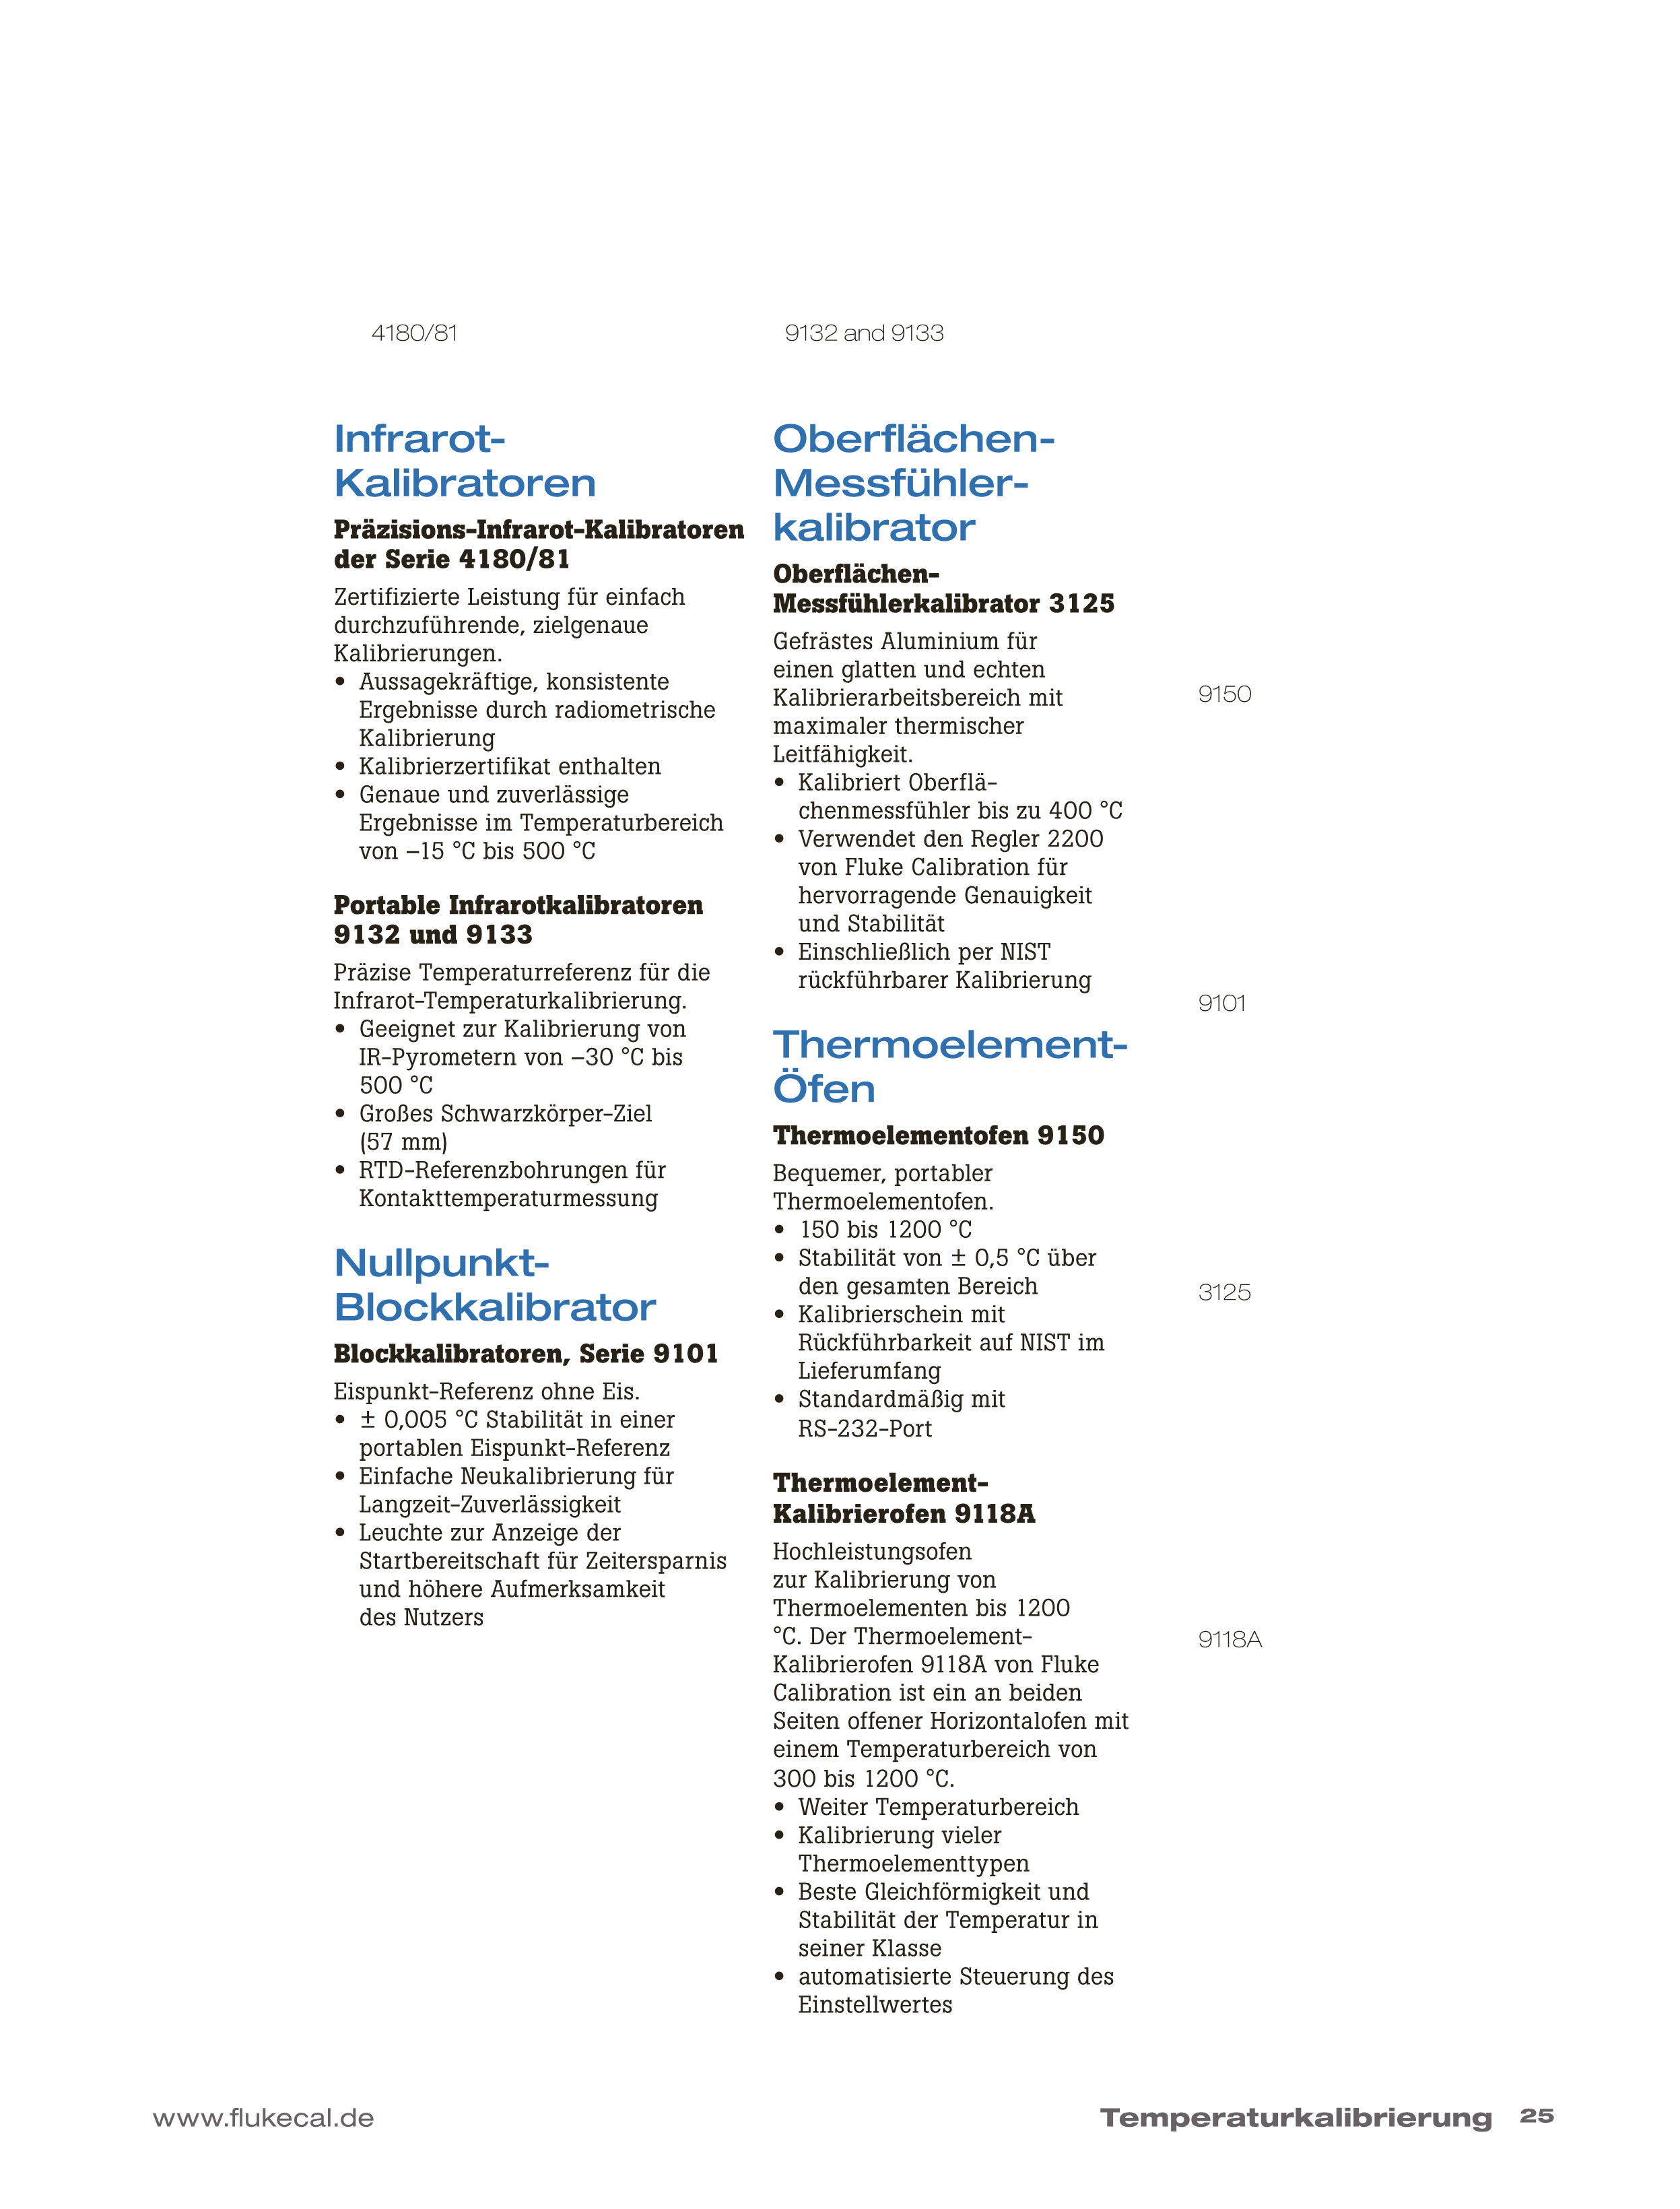 4180/81
9132 and 9133
Infrarot-
Kalibratoren
Präzisions-Infrarot-Kalibratoren
der Serie 4180/81
Zertifizierte Leistung für einfach
durchzuführende, zielgenaue
Kalibrierungen.
• Aussagekräftige, konsistente
Ergebnisse durch radiometrische
Kalibrierung
• Kalibrierzertifikat enthalten
• Genaue und zuverlässige
Ergebnisse im Temperaturbereich
von –15 °C bis 500 °C
Portable Infrarotkalibratoren
9132 und 9133
Präzise Temperaturreferenz für die
Infrarot-Temperaturkalibrierung.
• Geeignet zur Kalibrierung von
IR-Pyrometern von –30 °C bis
500 °C
• Großes Schwarzkörper-Ziel
(57 mm)
• RTD-Referenzbohrungen für
Kontakttemperaturmessung
Nullpunkt-
Blockkalibrator
Blockkalibratoren, Serie 9101
Eispunkt-Referenz ohne Eis.
• ± 0,005 °C Stabilität in einer
portablen Eispunkt-Referenz
• Einfache Neukalibrierung für
Langzeit-Zuverlässigkeit
• Leuchte zur Anzeige der
Startbereitschaft für Zeitersparnis
und höhere Aufmerksamkeit
des Nutzers
Oberflächen-
Messfühler-
kalibrator
Oberflächen-
Messfühlerkalibrator 3125
Gefrästes Aluminium für
einen glatten und echten
Kalibrierarbeitsbereich mit
maximaler thermischer
Leitfähigkeit.
• Kalibriert Oberflä-
chenmessfühler bis zu 400 °C
• Verwendet den Regler 2200
von Fluke Calibration für
hervorragende Genauigkeit
und Stabilität
• Einschließlich per NIST
rückführbarer Kalibrierung
Thermoelement-
Öfen
Thermoelementofen 9150
Bequemer, portabler
Thermoelementofen.
• 150 bis 1200 °C
• Stabilität von ± 0,5 °C über
den gesamten Bereich
• Kalibrierschein mit
Rückführbarkeit auf NIST im
Lieferumfang
• Standardmäßig mit
RS-232-Port
Thermoelement-
Kalibrierofen 9118A
Hochleistungsofen
zur Kalibrierung von
Thermoelementen bis 1200
°C. Der Thermoelement-
Kalibrierofen 9118A von Fluke
Calibration ist ein an beiden
Seiten offener Horizontalofen mit
einem Temperaturbereich von
300 bis 1200 °C.
• Weiter Temperaturbereich
• Kalibrierung vieler
Thermoelementtypen
• Beste Gleichförmigkeit und
Stabilität der Temperatur in
seiner Klasse
• automatisierte Steuerung des
Einstellwertes
9150
9101
3125
9118A
www.flukecal.de
Temperaturkalibrierung 25